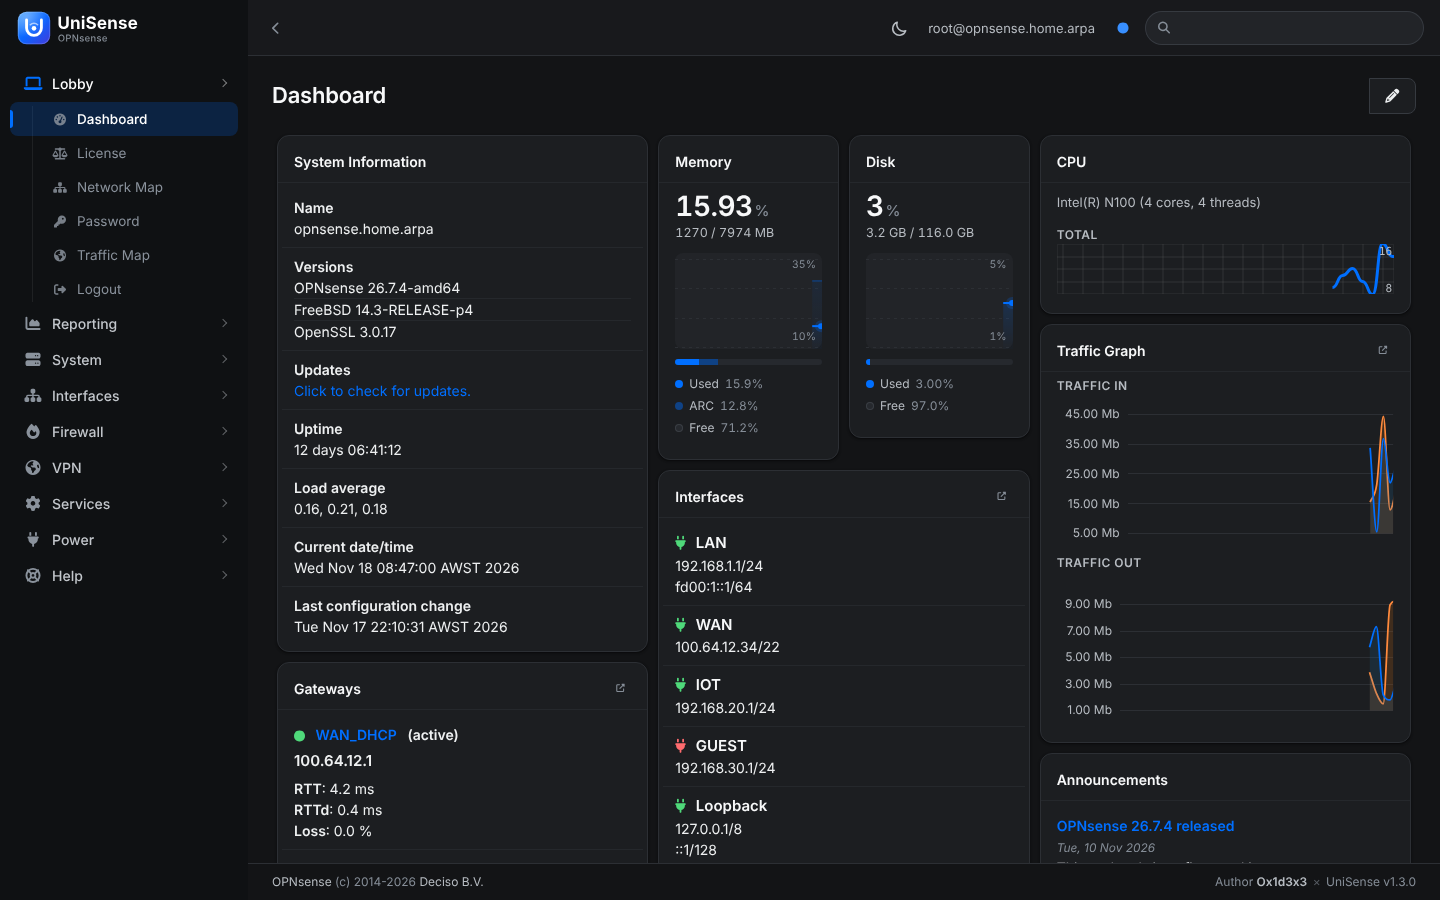 UniSense
OPNsense
root@opnsense.home.arpa
Lobby
Dashboard
License
Network Map
Password
Traffic Map
Logout
Reporting
System
Interfaces
Firewall
VPN
Services
Power
Help
Dashboard
System Information
Name
opnsense.home.arpa
Versions
OPNsense 26.7.4-amd64
FreeBSD 14.3-RELEASE-p4
OpenSSL 3.0.17
Updates
Click to check for updates.
Uptime
12 days 06:41:12
Load average
0.16, 0.21, 0.18
Current date/time
Wed Nov 18 08:47:00 AWST 2026
Last configuration change
Tue Nov 17 22:10:31 AWST 2026
Gateways
WAN_DHCP (active)
100.64.12.1
RTT: 4.2 ms
RTTd: 0.4 ms
Loss: 0.0 %
Memory
15.93 %
1270 / 7974 MB
35%
10%
Used 15.9%
ARC 12.8%
Free 71.2%
Disk
3 %
3.2 GB / 116.0 GB
5%
1%
Used 3.00%
Free 97.0%
Interfaces
LAN
192.168.1.1/24
fd00:1::1/64
WAN
100.64.12.34/22
IOT
192.168.20.1/24
GUEST
192.168.30.1/24
Loopback
127.0.0.1/8
::1/128
CPU
Intel(R) N100 (4 cores, 4 threads)
TOTAL
16
8
Traffic Graph
TRAFFIC IN
45.00 Mb
35.00 Mb
25.00 Mb
15.00 Mb
5.00 Mb
TRAFFIC OUT
9.00 Mb
7.00 Mb
5.00 Mb
3.00 Mb
1.00 Mb
Announcements
OPNsense 26.7.4 released
Tue, 10 Nov 2026
OPNsense (c) 2014-2026 Deciso B.V.
Author Ox1d3x3 × UniSense v1.3.0